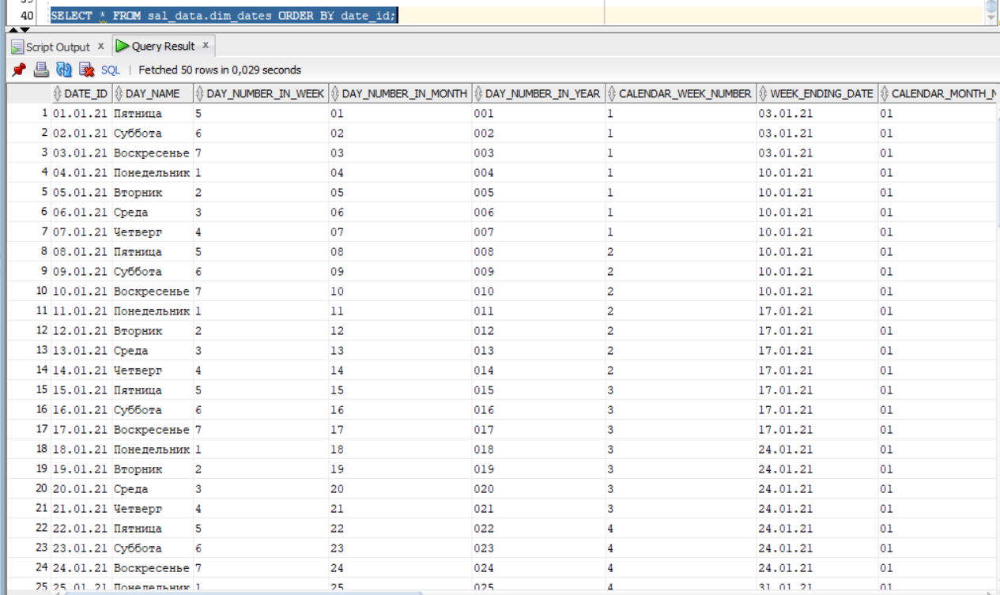 40 SELECT * FROM sal_data.dim_dates ORDER BY date_id;
Script Output x Query Result x
SQL | Fetched 50 rows in 0,029 seconds
DATE_ID DAY_NAME DAY_NUMBER_IN_WEEK DAY_NUMBER_IN_MONTH DAY_NUMBER_IN_YEAR CALENDAR_WEEK_NUMBER WEEK_ENDING_DATE CALENDAR_MONTH_N
1 01.01.21 Пятница 5 01 001 1 03.01.21 01
2 02.01.21 Суббота 6 02 002 1 03.01.21 01
3 03.01.21 Воскресенье 7 03 003 1 03.01.21 01
4 04.01.21 Понедельник 1 04 004 1 10.01.21 01
5 05.01.21 Вторник 2 05 005 1 10.01.21 01
6 06.01.21 Среда 3 06 006 1 10.01.21 01
7 07.01.21 Четверг 4 07 007 1 10.01.21 01
8 08.01.21 Пятница 5 08 008 2 10.01.21 01
9 09.01.21 Суббота 6 09 009 2 10.01.21 01
10 10.01.21 Воскресенье 7 10 010 2 10.01.21 01
11 11.01.21 Понедельник 1 11 011 2 17.01.21 01
12 12.01.21 Вторник 2 12 012 2 17.01.21 01
13 13.01.21 Среда 3 13 013 2 17.01.21 01
14 14.01.21 Четверг 4 14 014 2 17.01.21 01
15 15.01.21 Пятница 5 15 015 3 17.01.21 01
16 16.01.21 Суббота 6 16 016 3 17.01.21 01
17 17.01.21 Воскресенье 7 17 017 3 17.01.21 01
18 18.01.21 Понедельник 1 18 018 3 24.01.21 01
19 19.01.21 Вторник 2 19 019 3 24.01.21 01
20 20.01.21 Среда 3 20 020 3 24.01.21 01
21 21.01.21 Четверг 4 21 021 3 24.01.21 01
22 22.01.21 Пятница 5 22 022 4 24.01.21 01
23 23.01.21 Суббота 6 23 023 4 24.01.21 01
24 24.01.21 Воскресенье 7 24 024 4 24.01.21 01
25 25.01.21 Понедельник 1 25 025 4 31.01.21 01